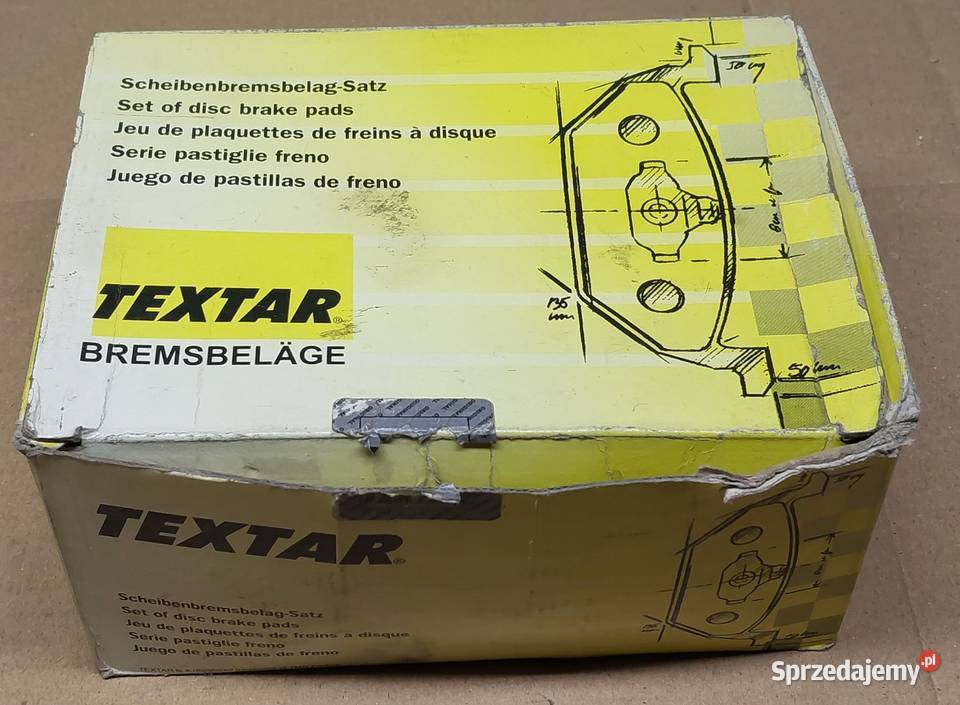 Scheibenbremsbelag-Satz
Set of disc brake pads
Jeu de plaquettes de freins à disque
Serie pastiglie freno
Juego de pastillas de freno
TEXTAR®
BREMSBELÄGE
50
TEXTAR®
Scheibenbremsbelag-Satz
Set of disc brake pads
Jeu de plaquettes de freins à disque
Serie pastiglie freno
Juego de pastillas de freno
TEXTAR
Sprzedajemy.pl